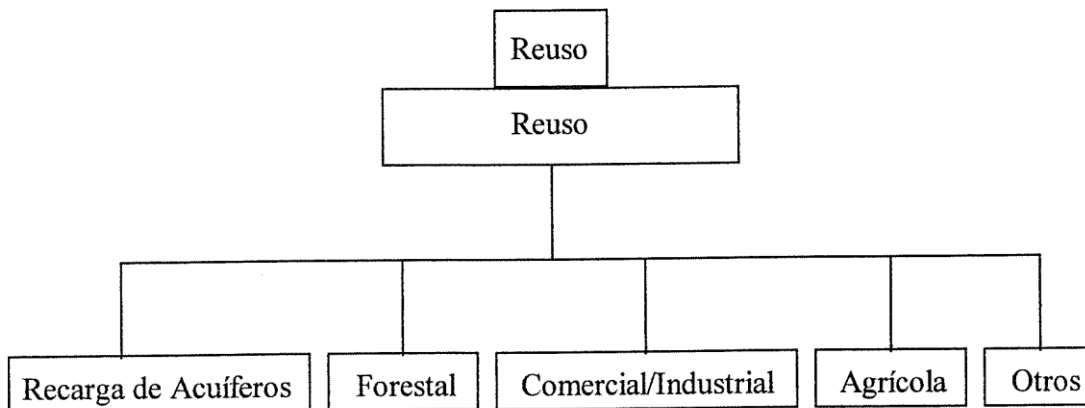 Reuso
Reuso
Recarga de Acuíferos
Forestal
Comercial/Industrial
Agrícola
Otros